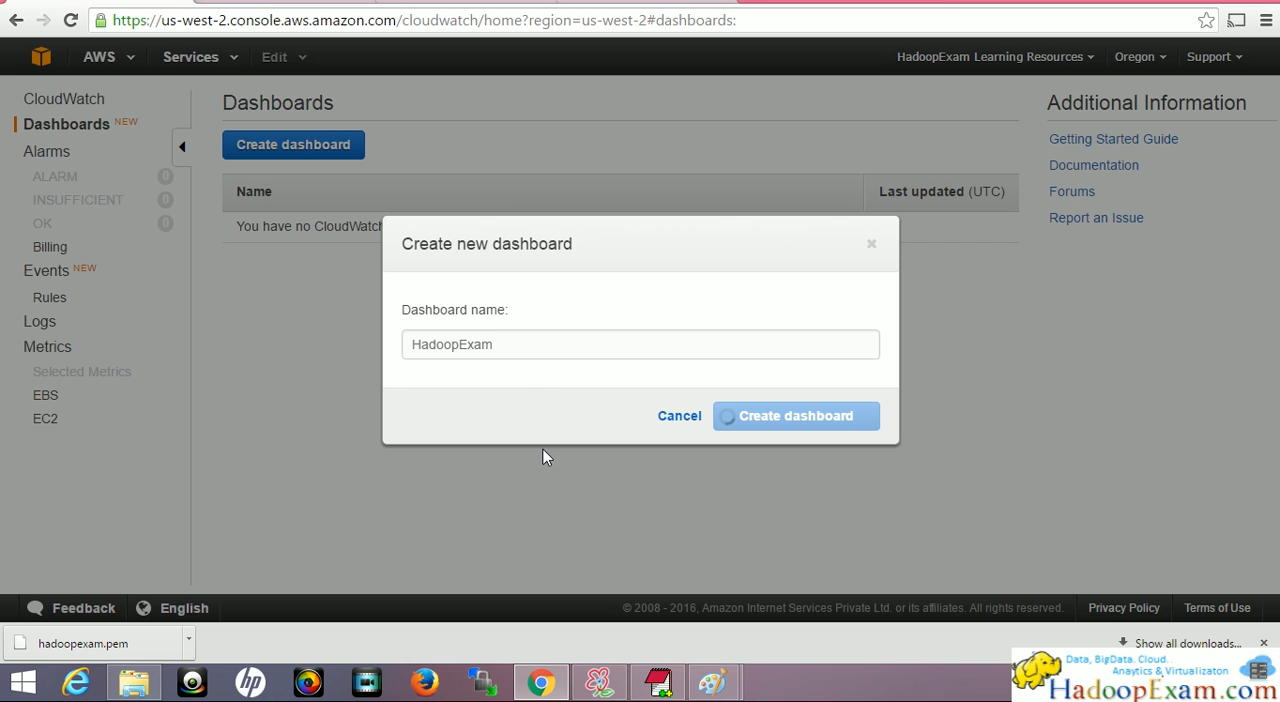 https://us-west-2.console.aws.amazon.com/cloudwatch/home?region=us-west-2#dashboards:
AWS Services Edit HadoopExam Learning Resources Oregon Support
CloudWatch
Dashboards NEW
Alarms
ALARM 0
INSUFFICIENT 0
OK 0
Billing
Events NEW
Rules
Logs
Metrics
Selected Metrics
EBS
EC2
Dashboards
Create dashboard
Name Last updated (UTC)
You have no CloudWatch
Create new dashboard
Dashboard name:
HadoopExam
Cancel Create dashboard
Additional Information
Getting Started Guide
Documentation
Forums
Report an Issue
Feedback English © 2008 - 2016, Amazon Internet Services Private Ltd. or its affiliates. All rights reserved. Privacy Policy Terms of Use
hadoopexam.pem Show all downloads...
hp
Data, BigData. Cloud..
Anaytics & Virtualizaton
HadoopExam.com